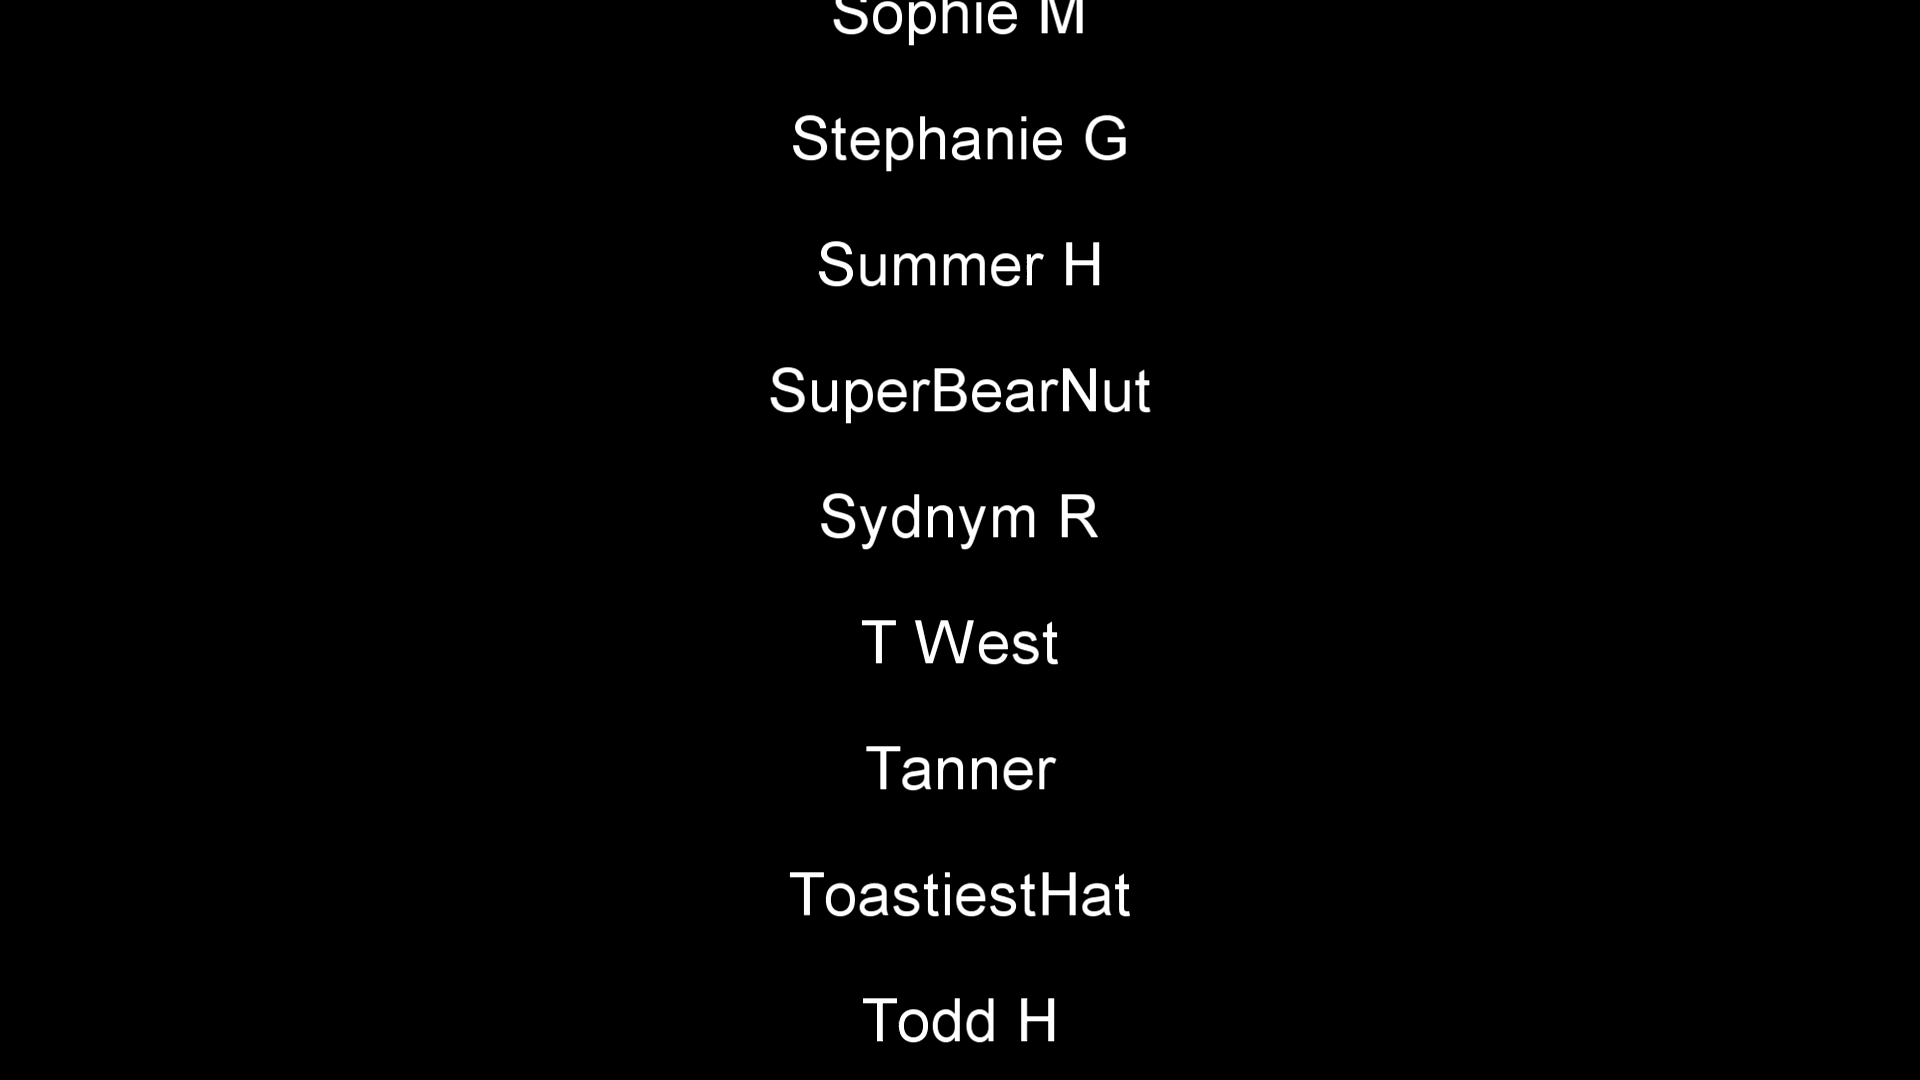 Sophie M
Stephanie G
Summer H
SuperBearNut
Sydnym R
T West
Tanner
ToastiestHat
Todd H